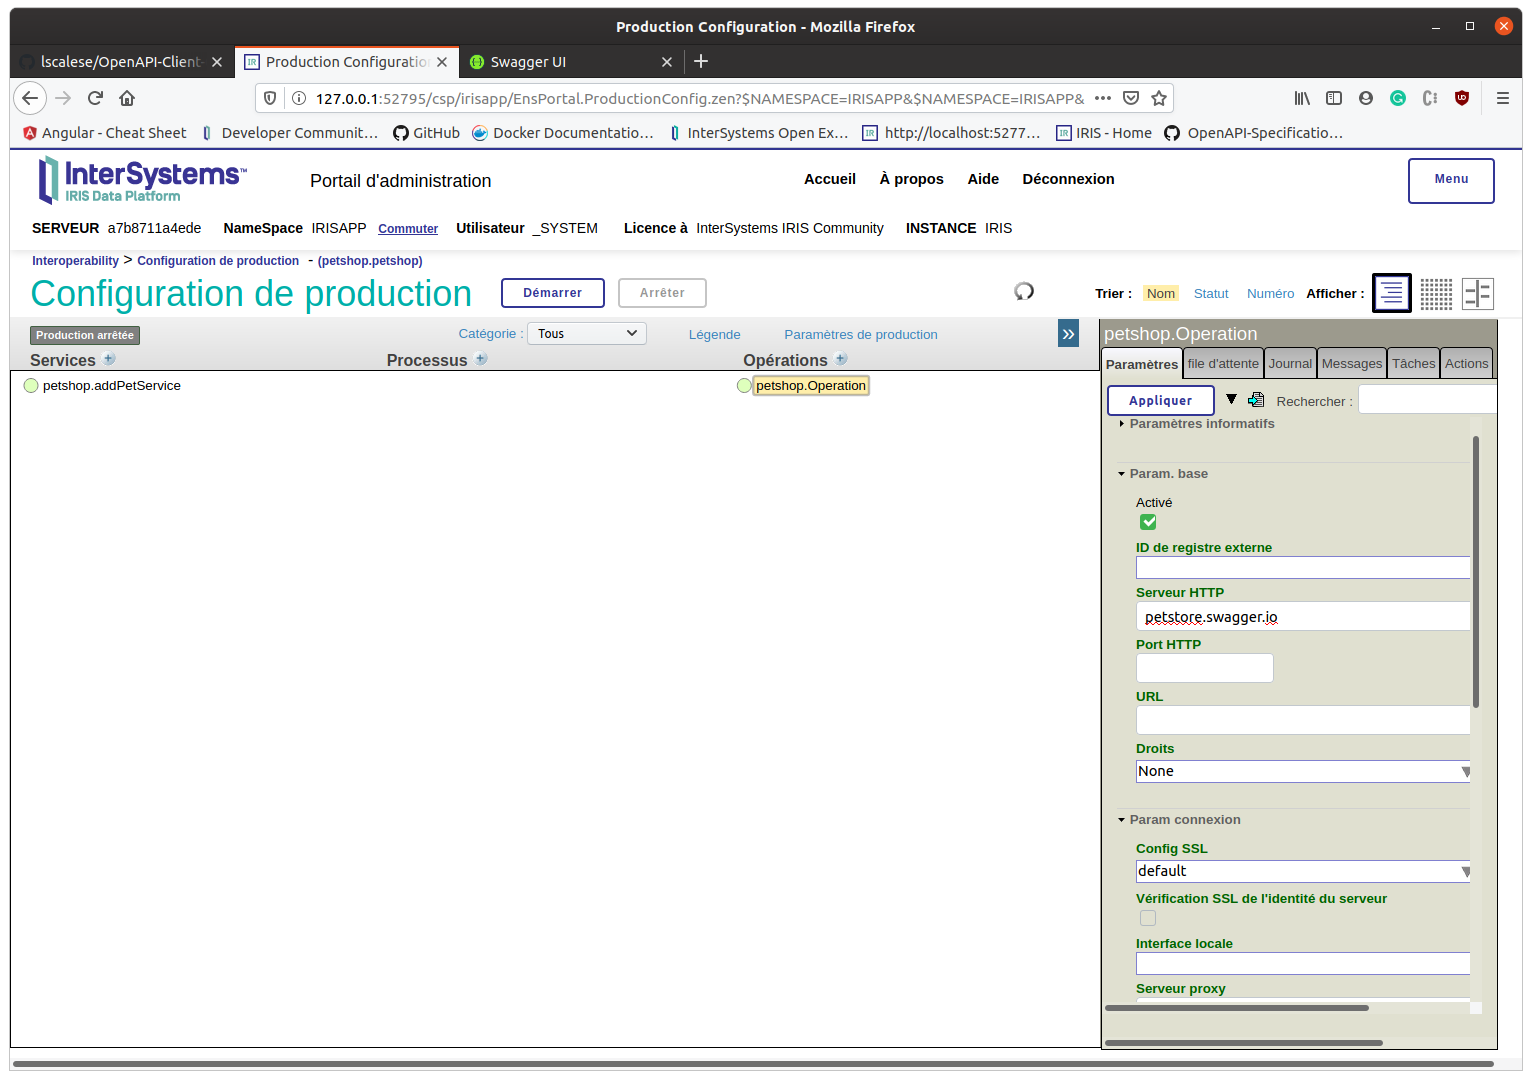 Production Configuration - Mozilla Firefox
lscalese/OpenAPI-Client-
Production Configuratio
Swagger UI
127.0.0.1:52795/csp/irisapp/EnsPortal.ProductionConfig.zen?$NAMESPACE=IRISAPP&$NAMESPACE=IRISAPP&
Angular - Cheat Sheet Developer Communit… GitHub Docker Documentatio… InterSystems Open Ex… http://localhost:5277… IRIS - Home OpenAPI-Specificatio…
InterSystems™
IRIS Data Platform
Portail d'administration
Accueil À propos Aide Déconnexion
Menu
SERVEUR a7b8711a4ede NameSpace IRISAPP Commuter Utilisateur _SYSTEM Licence à InterSystems IRIS Community INSTANCE IRIS
Interoperability > Configuration de production - (petshop.petshop)
Configuration de production
Démarrer Arrêter
Trier : Nom Statut Numéro Afficher :
Production arrêtée
Catégorie : Tous Légende Paramètres de production »
Services Processus Opérations
petshop.addPetService petshop.Operation
petshop.Operation
Paramètres file d'attente Journal Messages Tâches Actions
Appliquer ▼ Rechercher :
Paramètres informatifs
Param. base
Activé
ID de registre externe
Serveur HTTP
petstore.swagger.io
Port HTTP
URL
Droits
None
Param connexion
Config SSL
default
Vérification SSL de l'identité du serveur
Interface locale
Serveur proxy